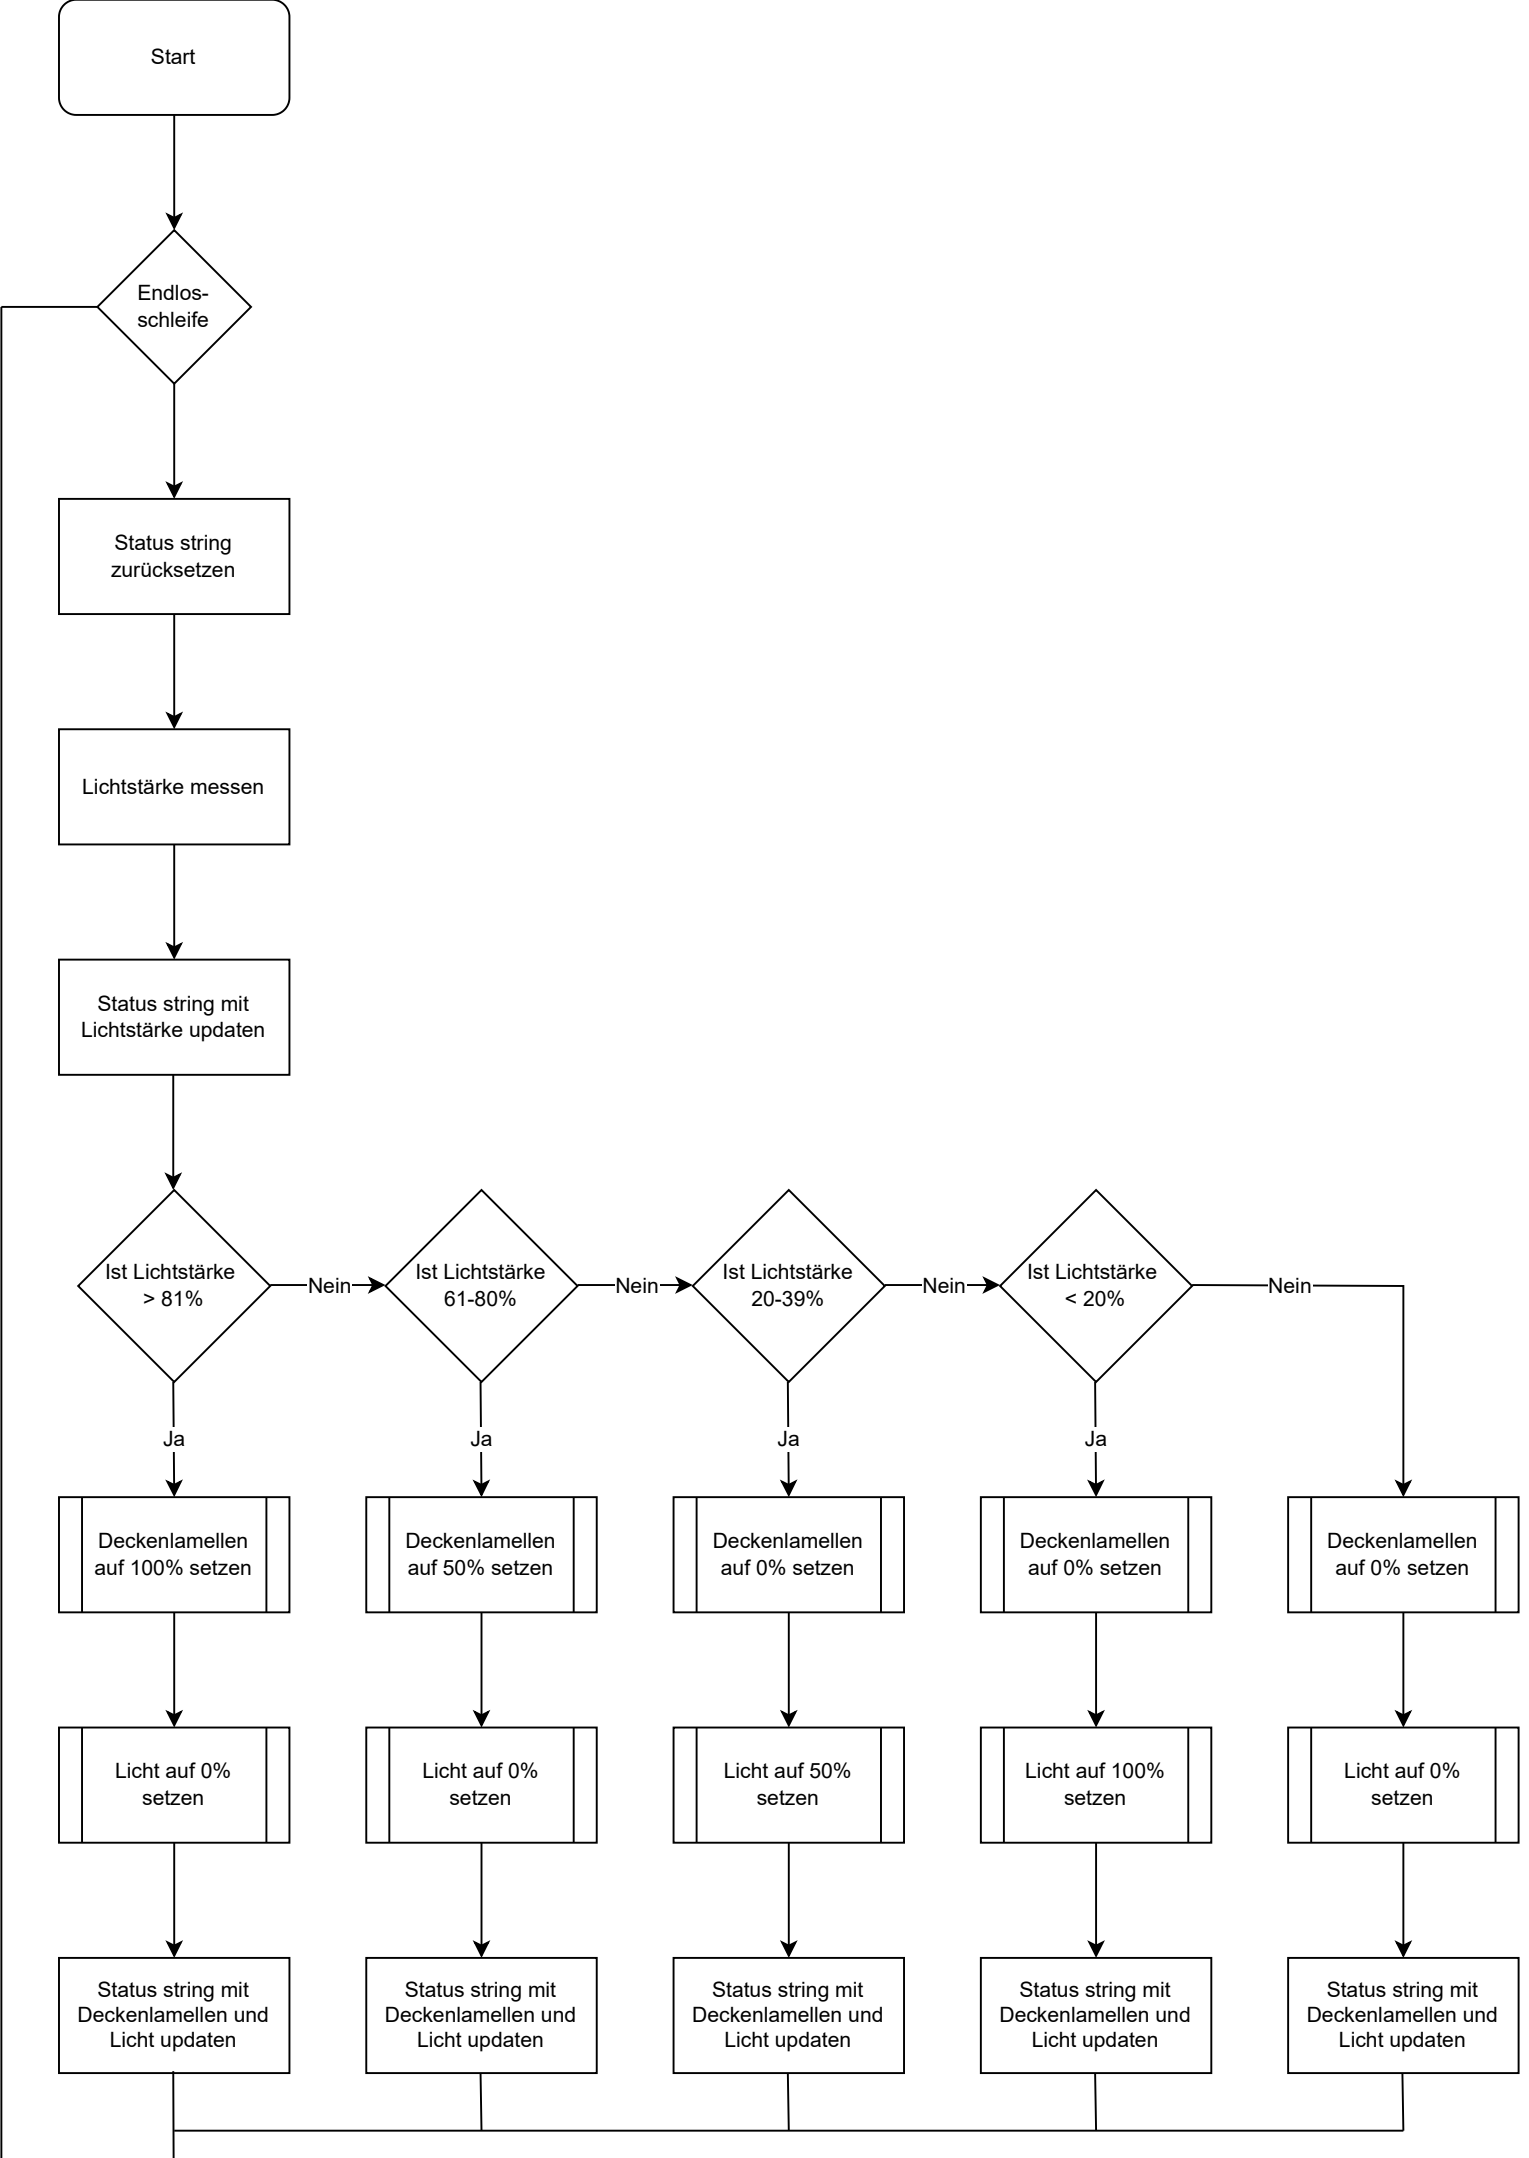 Start
Endlos-
schleife
Status string
zurücksetzen
Lichtstärke messen
Status string mit
Lichtstärke updaten
Ist Lichtstärke
> 81%
Nein
Ist Lichtstärke
61-80%
Nein
Ist Lichtstärke
20-39%
Nein
Ist Lichtstärke
< 20%
Nein
Ja
Ja
Ja
Ja
Deckenlamellen
auf 100% setzen
Deckenlamellen
auf 50% setzen
Deckenlamellen
auf 0% setzen
Deckenlamellen
auf 0% setzen
Deckenlamellen
auf 0% setzen
Licht auf 0%
setzen
Licht auf 0%
setzen
Licht auf 50%
setzen
Licht auf 100%
setzen
Licht auf 0%
setzen
Status string mit
Deckenlamellen und
Licht updaten
Status string mit
Deckenlamellen und
Licht updaten
Status string mit
Deckenlamellen und
Licht updaten
Status string mit
Deckenlamellen und
Licht updaten
Status string mit
Deckenlamellen und
Licht updaten